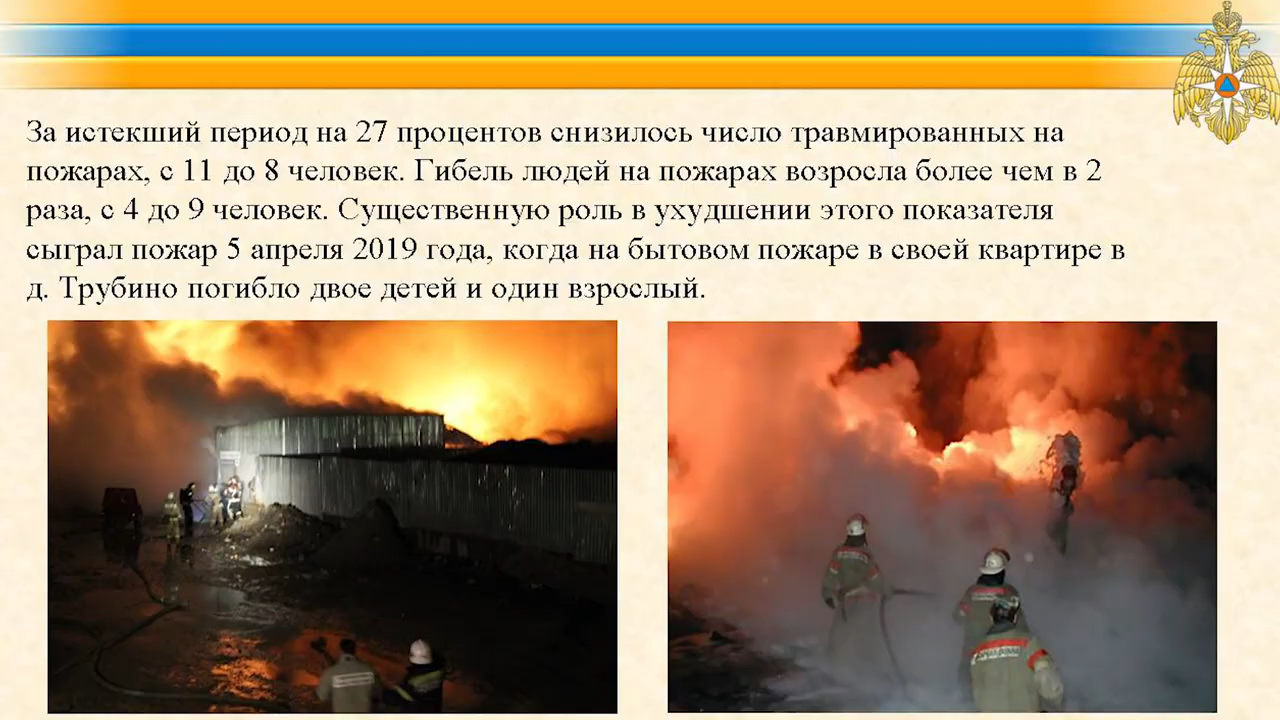 За истекший период на 27 процентов снизилось число травмированных на
пожарах, с 11 до 8 человек. Гибель людей на пожарах возросла более чем в 2
раза, с 4 до 9 человек. Существенную роль в ухудшении этого показателя
сыграл пожар 5 апреля 2019 года, когда на бытовом пожаре в своей квартире в
д. Трубино погибло двое детей и один взрослый.